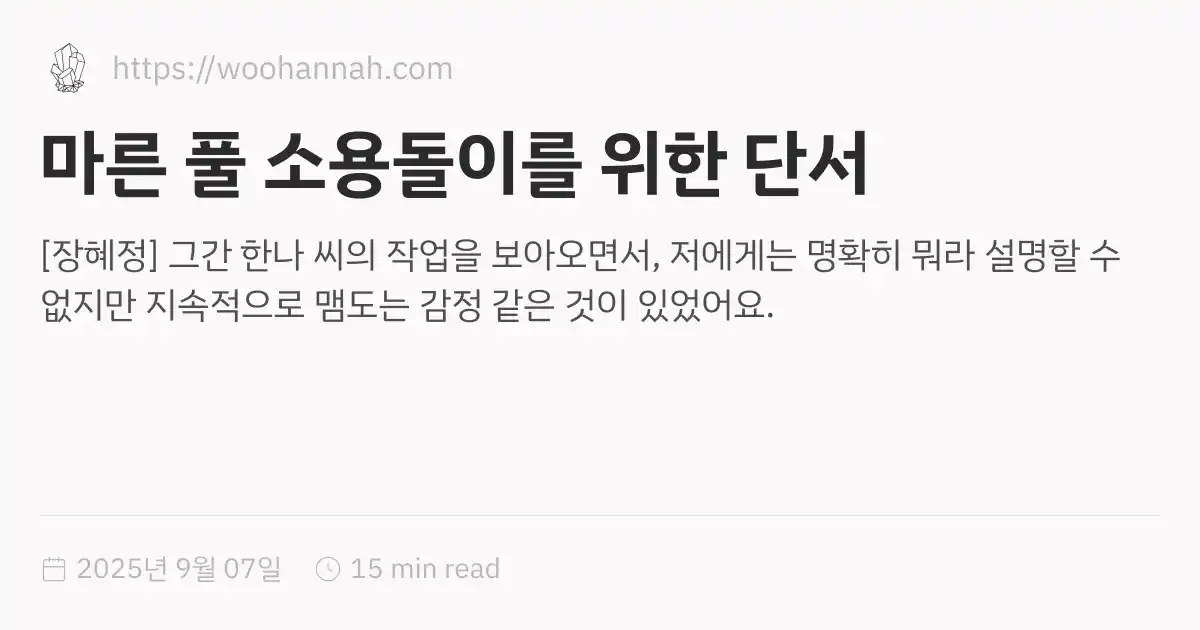 https://woohannah.com
마른 풀 소용돌이를 위한 단서
[장혜정] 그간 한나 씨의 작업을 보아오면서, 저에게는 명확히 뭐라 설명할 수
없지만 지속적으로 맴도는 감정 같은 것이 있었어요.
2025년 9월 07일 15 min read